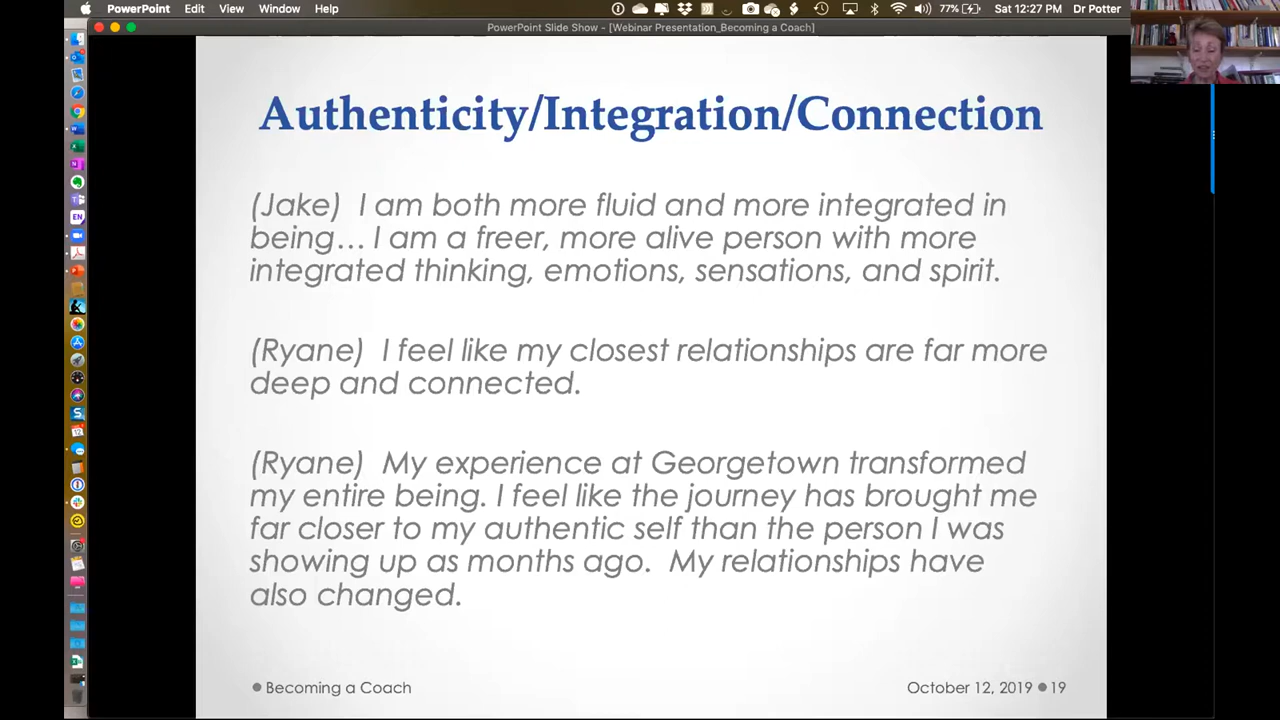 PowerPoint Edit View Window Help 77% Sat 12:27 PM Dr Potter
PowerPoint Slide Show - [Webinar Presentation_Becoming a Coach]
Authenticity/Integration/Connection
(Jake) I am both more fluid and more integrated in
being… I am a freer, more alive person with more
integrated thinking, emotions, sensations, and spirit.
(Ryane) I feel like my closest relationships are far more
deep and connected.
(Ryane) My experience at Georgetown transformed
my entire being. I feel like the journey has brought me
far closer to my authentic self than the person I was
showing up as months ago. My relationships have
also changed.
Becoming a Coach
October 12, 2019 19
EN